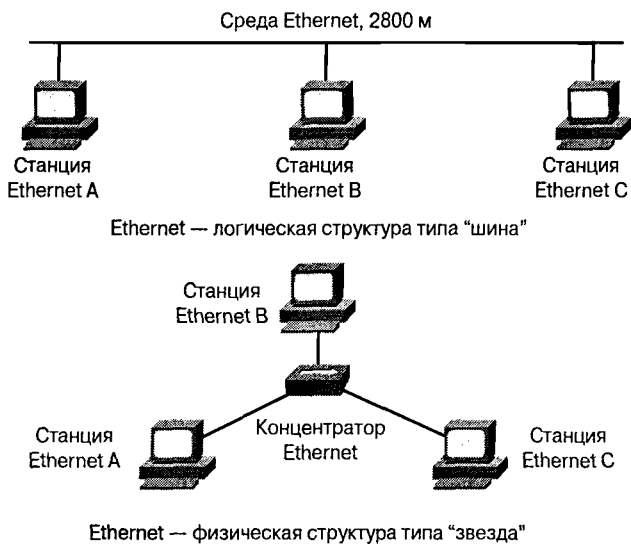 Среда Ethernet, 2800 м
Станция
Ethernet A
Станция
Ethernet B
Станция
Ethernet C
Ethernet — логическая структура типа “шина”
Станция
Ethernet B
Станция
Ethernet A
Концентратор
Ethernet
Станция
Ethernet C
Ethernet — физическая структура типа “звезда”